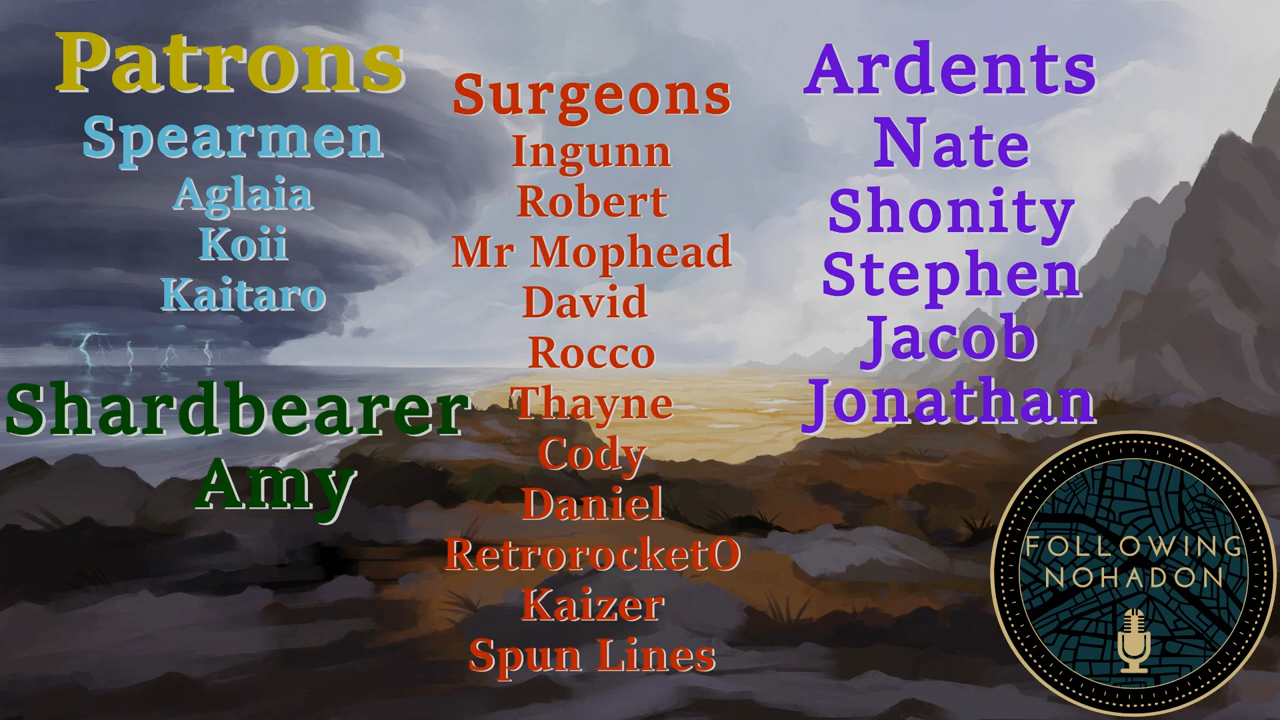 Patrons
Spearmen
Aglaia
Koii
Kaitaro
Shardbearer
Amy
Surgeons
Ingunn
Robert
Mr Mophead
David
Rocco
Thayne
Cody
Daniel
RetrorocketO
Kaizer
Spun Lines
Ardents
Nate
Shonity
Stephen
Jacob
Jonathan
FOLLOWING
NOHADON